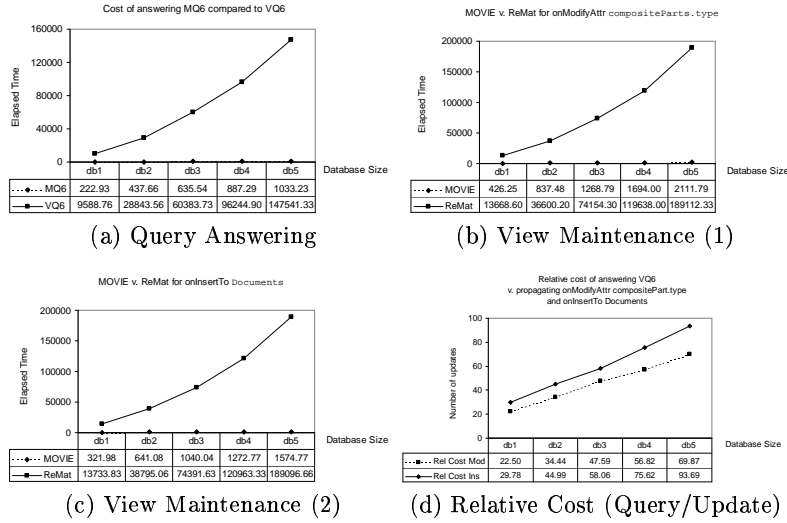 Cost of answering MQ6 compared to VQ6
160000
120000
80000
40000
0
Elapsed Time
db1 db2 db3 db4 db5
Database Size
MQ6 222.93 437.66 635.54 887.29 1033.23
VQ6 9588.76 28843.56 60383.73 96244.90 147541.33
(a) Query Answering
MOVIE v. ReMat for onModifyAttr compositeParts.type
200000
150000
100000
50000
0
Elapsed Time
db1 db2 db3 db4 db5
Database Size
MOVIE 426.25 837.48 1268.79 1694.00 2111.79
ReMat 13668.60 36600.20 74154.30 119638.00 189112.33
(b) View Maintenance (1)
MOVIE v. ReMat for onInsertTo Documents
200000
150000
100000
50000
0
Elapsed Time
db1 db2 db3 db4 db5
Database Size
MOVIE 321.98 641.08 1040.04 1272.77 1574.77
ReMat 13733.83 38795.06 74391.63 120963.33 189096.66
(c) View Maintenance (2)
Relative cost of answering VQ6
v. propagating onModifyAttr compositePart.type
and onInsertTo Documents
100
80
60
40
20
0
Number of updates
db1 db2 db3 db4 db5
Database Size
Rel Cost Mod 22.50 34.44 47.59 56.82 69.87
Rel Cost Ins 29.78 44.99 58.06 75.62 93.69
(d) Relative Cost (Query/Update)